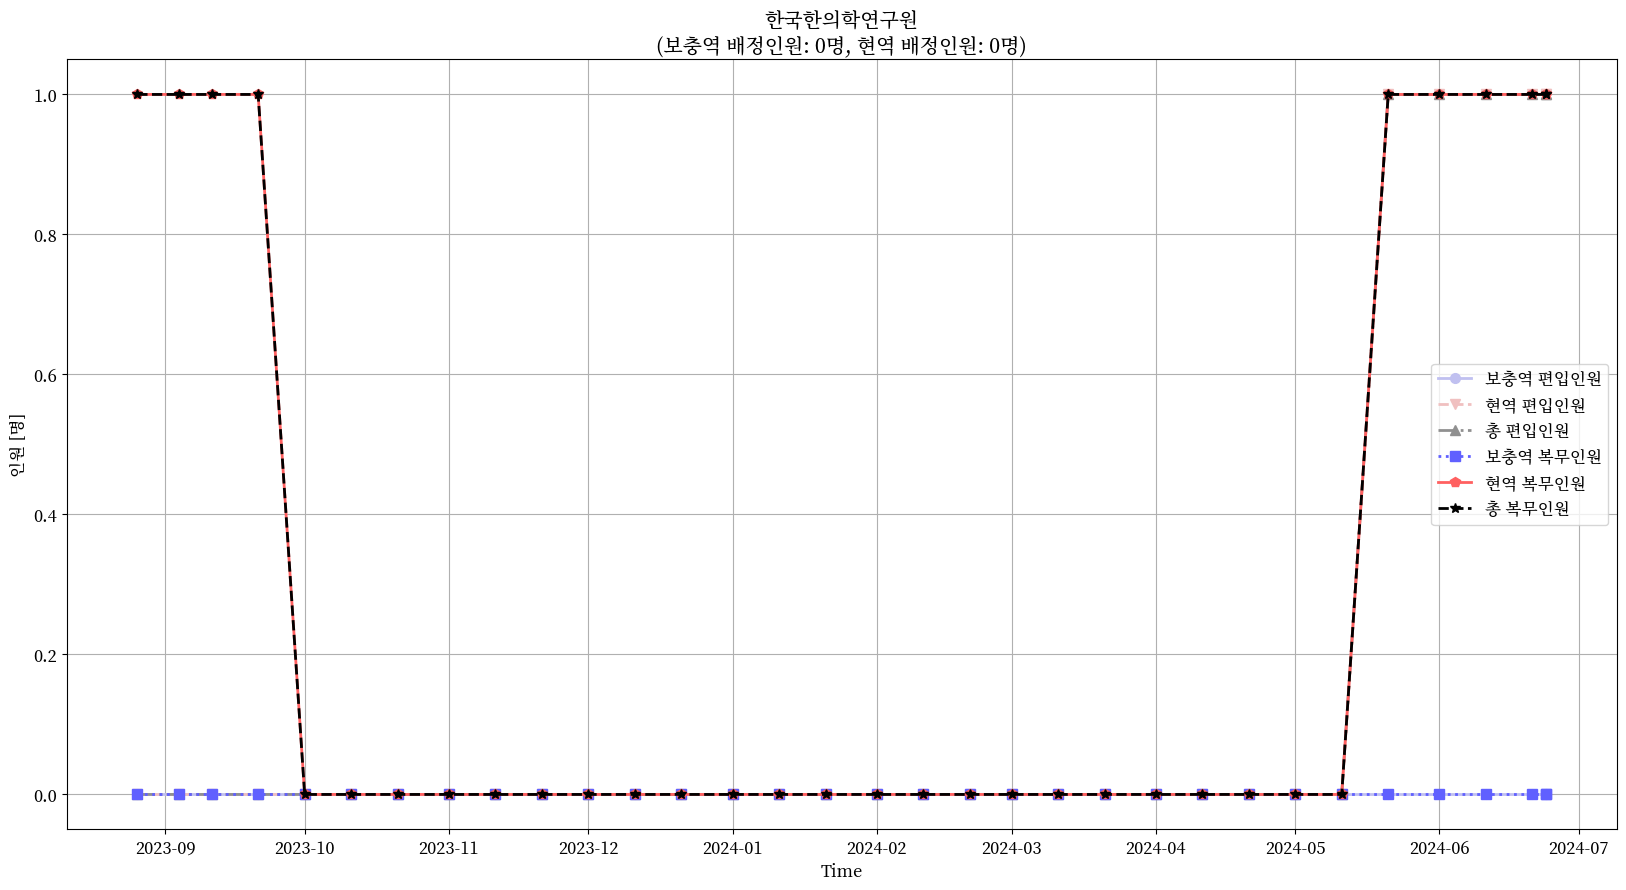 한국한의학연구원
(보충역 배정인원: 0명, 현역 배정인원: 0명)
1.0
0.8
0.6
0.4
0.2
0.0
인원 [명]
보충역 편입인원
현역 편입인원
총 편입인원
보충역 복무인원
현역 복무인원
총 복무인원
2023-09 2023-10 2023-11 2023-12 2024-01 2024-02 2024-03 2024-04 2024-05 2024-06 2024-07
Time